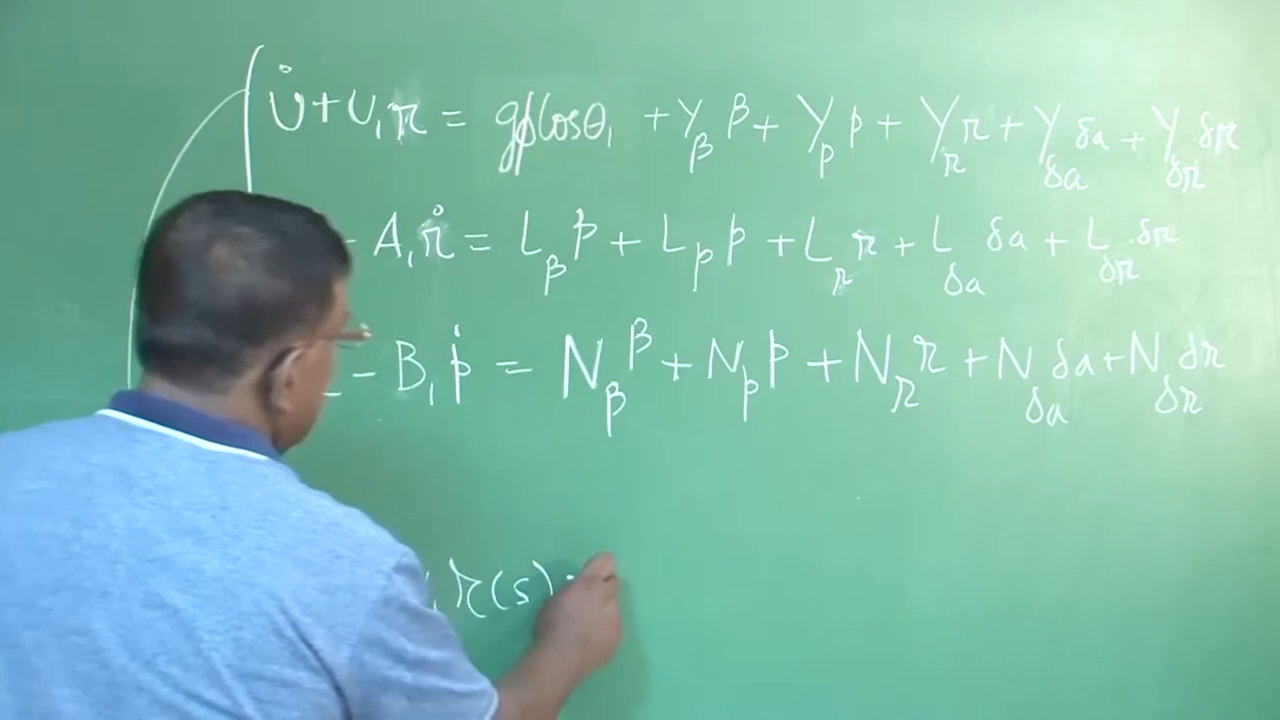 U̇ + U₁r = gϕcosθ₁ + Y_β β + Y_p p + Y_r r + Y_δa δa + Y_δr δr
- A₁ṙ = L_β p + L_p p + L_r r + L_δa δa + L_δr δr
- B₁ṗ = N_β β + N_p p + N_r r + N_δa δa + N_δr δr
₁r(s)